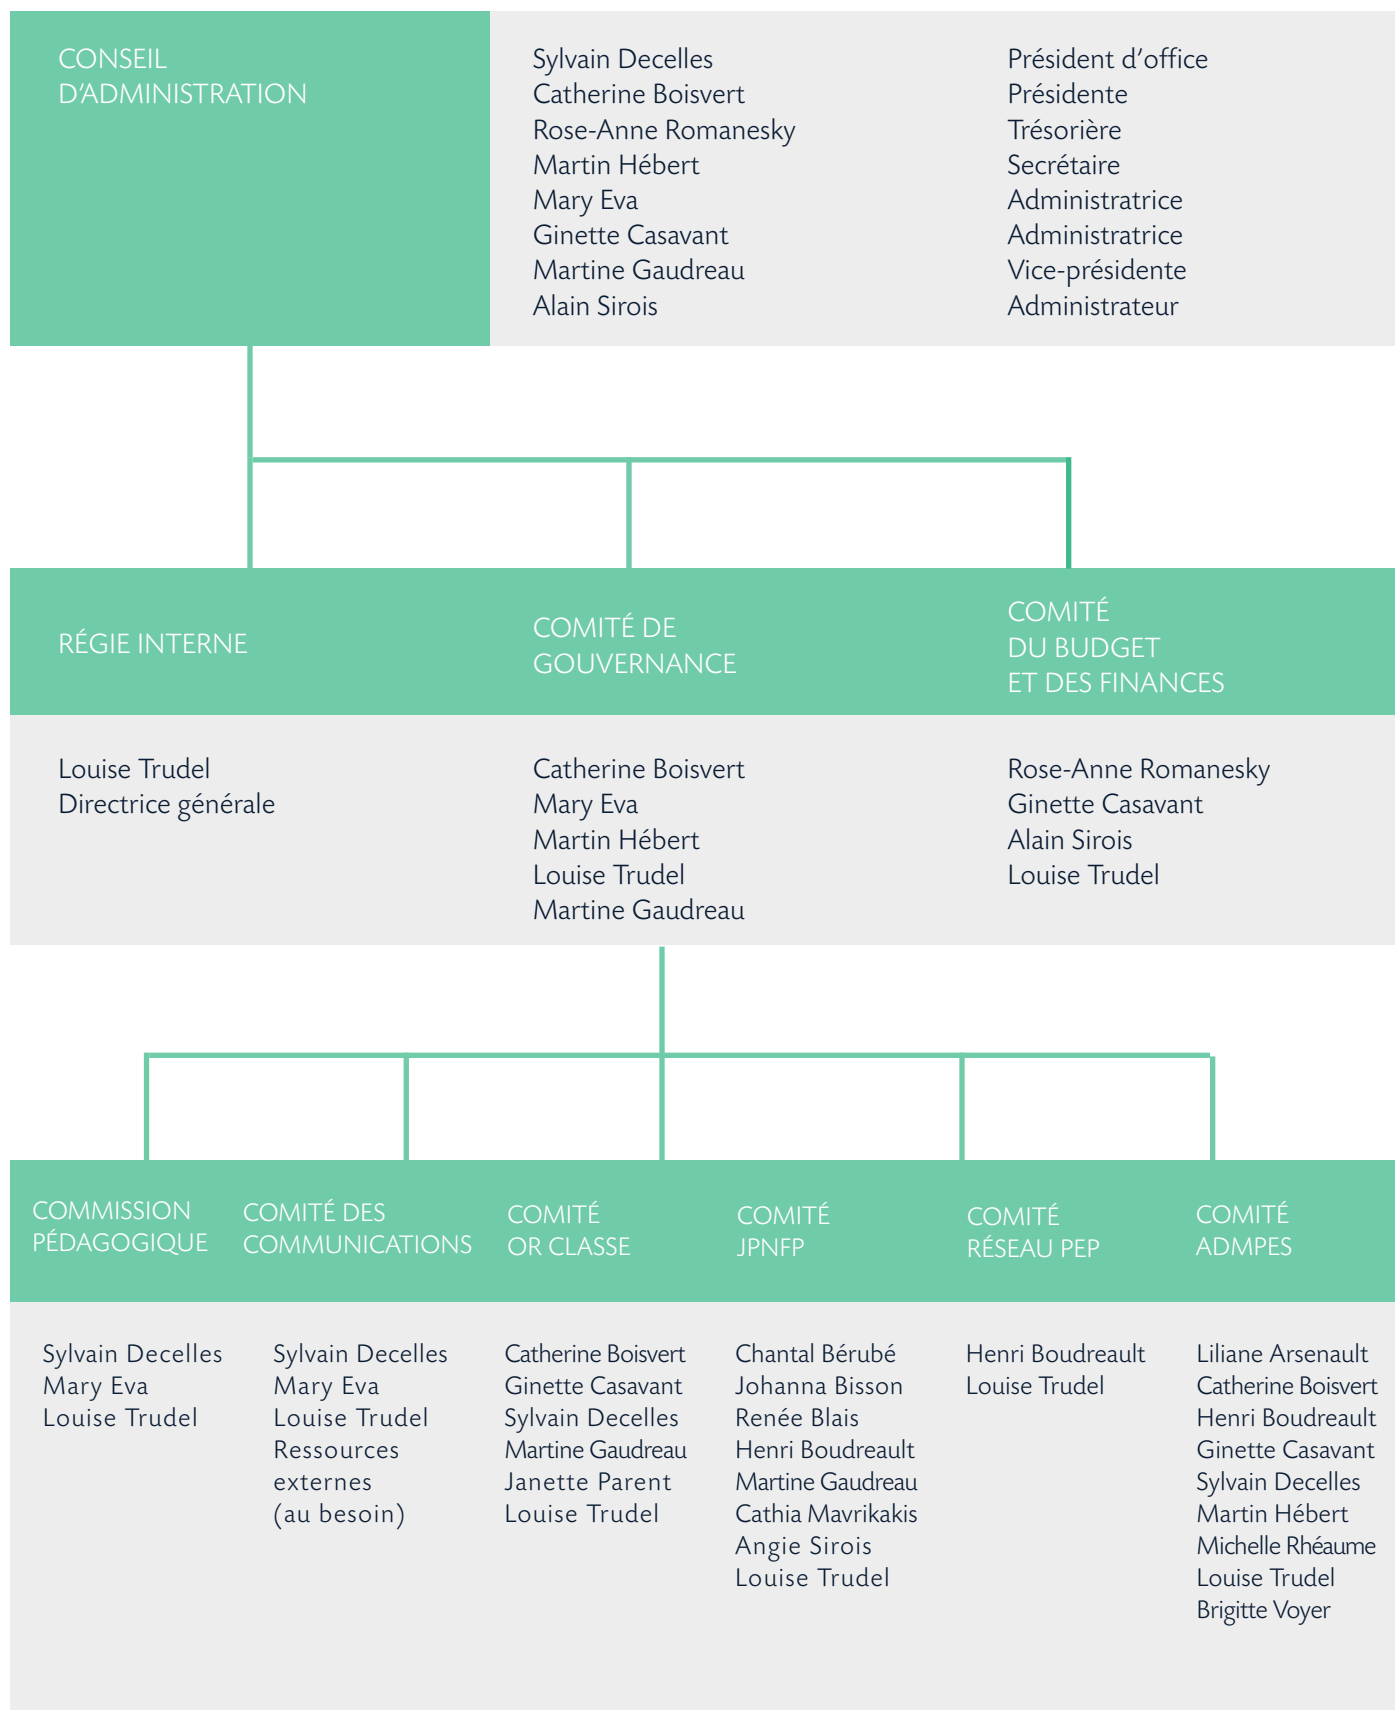 CONSEIL
D'ADMINISTRATION
Sylvain Decelles
Catherine Boisvert
Rose-Anne Romanesky
Martin Hébert
Mary Eva
Ginette Casavant
Martine Gaudreau
Alain Sirois
Président d’office
Présidente
Trésorière
Secrétaire
Administratrice
Administratrice
Vice-présidente
Administrateur
RÉGIE INTERNE
COMITÉ DE
GOUVERNANCE
COMITÉ
DU BUDGET
ET DES FINANCES
Louise Trudel
Directrice générale
Catherine Boisvert
Mary Eva
Martin Hébert
Louise Trudel
Martine Gaudreau
Rose-Anne Romanesky
Ginette Casavant
Alain Sirois
Louise Trudel
COMMISSION
PÉDAGOGIQUE
COMITÉ DES
COMMUNICATIONS
COMITÉ
OR CLASSE
COMITÉ
JPNFP
COMITÉ
RÉSEAU PEP
COMITÉ
ADMPES
Sylvain Decelles
Mary Eva
Louise Trudel
Sylvain Decelles
Mary Eva
Louise Trudel
Ressources
externes
(au besoin)
Catherine Boisvert
Ginette Casavant
Sylvain Decelles
Martine Gaudreau
Janette Parent
Louise Trudel
Chantal Bérubé
Johanna Bisson
Renée Blais
Henri Boudreault
Martine Gaudreau
Cathia Mavrikakis
Angie Sirois
Louise Trudel
Henri Boudreault
Louise Trudel
Liliane Arsenault
Catherine Boisvert
Henri Boudreault
Ginette Casavant
Sylvain Decelles
Martin Hébert
Michelle Rhéaume
Louise Trudel
Brigitte Voyer